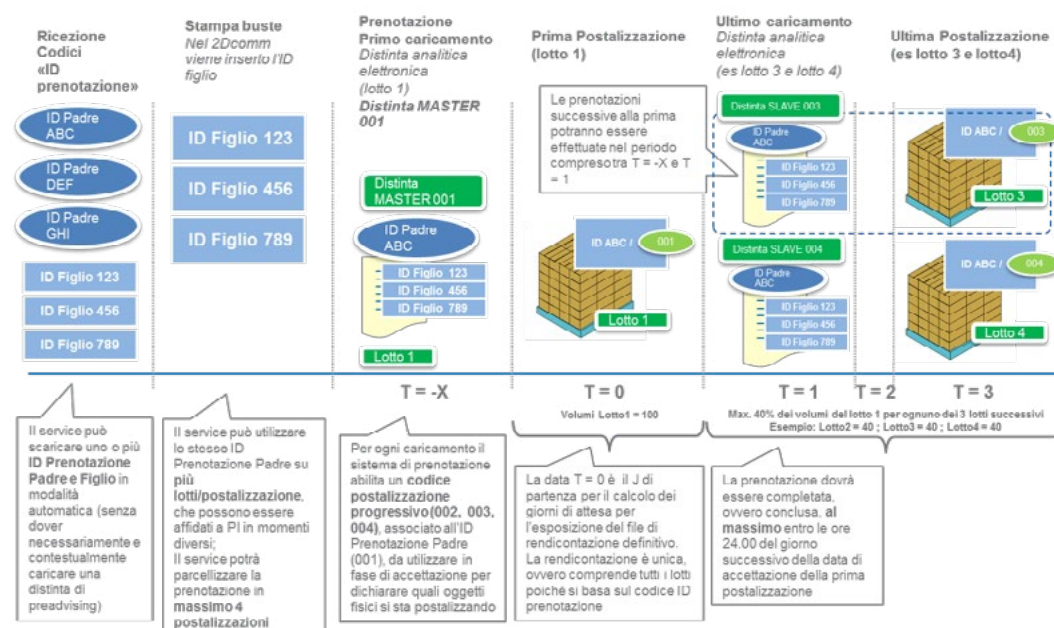 Ricezione
Codici
«ID
prenotazione»
ID Padre
ABC
ID Padre
DEF
ID Padre
GHI
ID Figlio 123
ID Figlio 456
ID Figlio 789
Stampa buste
Nel 2Dcomm
viene inserto l'ID
figlio
ID Figlio 123
ID Figlio 456
ID Figlio 789
Prenotazione
Primo caricamento
Distinta analitica
elettronica
(lotto 1)
Distinta MASTER
001
Distinta
MASTER 001
ID Padre
ABC
ID Figlio 123
ID Figlio 456
ID Figlio 789
Lotto 1
Prima Postalizzazione
(lotto 1)
Le prenotazioni
successive alla prima
potranno essere
effettuate nel periodo
compreso tra T = -X e T
= 1
ID ABC /
001
Lotto 1
Ultimo caricamento
Distinta analitica
elettronica
(es lotto 3 e lotto 4)
Distinta SLAVE 003
ID Padre
ABC
ID Figlio 123
ID Figlio 456
ID Figlio 789
Distinta SLAVE 004
ID Padre
ABC
ID Figlio 123
ID Figlio 456
ID Figlio 789
Ultima Postalizzazione
(es lotto 3 e lotto4)
ID ABC /
003
Lotto 3
ID ABC /
004
Lotto 4
T = -X
T = 0
T = 1
T = 2
T = 3
Volumi Lotto1 = 100
Max. 40% dei volumi del lotto 1 per ognuno dei 3 lotti successivi
Esempio: Lotto2 = 40 ; Lotto3 = 40 ; Lotto4 = 40
Il service può
scaricare uno o più
ID Prenotazione
Padre e Figlio in
modalità
automatica (senza
dover
necessariamente e
contestualmente
caricare una
distinta di
preadvising)
Il service può utilizzare
lo stesso ID
Prenotazione Padre su
più
lotti/postalizzazione,
che possono essere
affidati a PI in momenti
diversi;
Il service potrà
parcellizzare la
prenotazione in
massimo 4
postalizzazioni
Per ogni caricamento il
sistema di prenotazione
abilita un codice
postalizzazione
progressivo (002, 003,
004), associato all'ID
Prenotazione Padre
(001), da utilizzare in
fase di accettazione per
dichiarare quali oggetti
fisici si sta postalizzando
La data T = 0 è il J di
partenza per il calcolo dei
giorni di attesa per
l'esposizione del file di
rendicontazione definitivo.
La rendicontazione è unica,
ovvero comprende tutti i lotti
poiché si basa sul codice ID
prenotazione
La prenotazione dovrà
essere completata,
ovvero conclusa, al
massimo entro le ore
24.00 del giorno
successivo della data di
accettazione della prima
postalizzazione